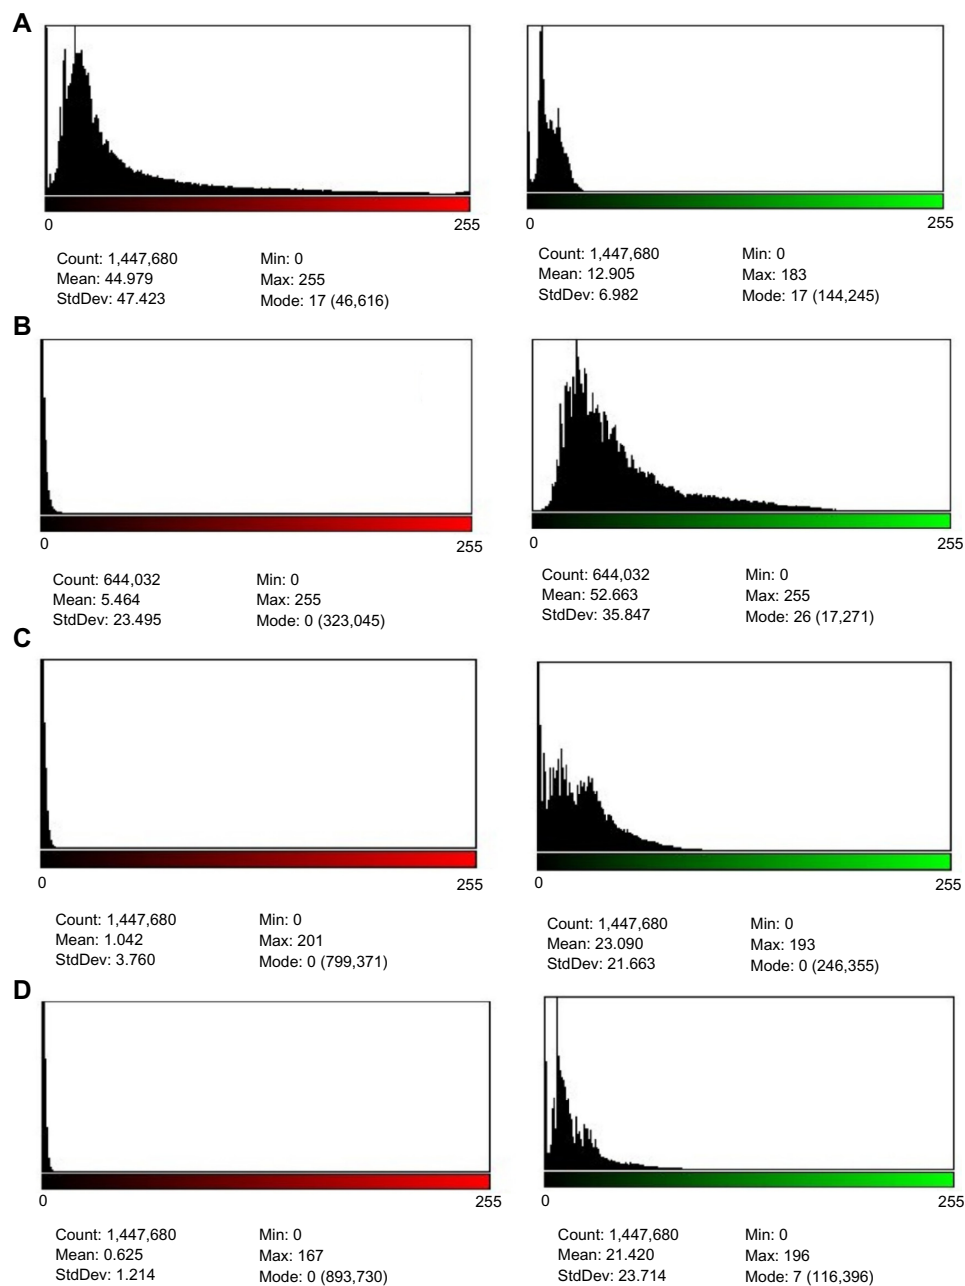 A
0 255
0 255
Count: 1,447,680 Min: 0
Mean: 44.979 Max: 255
StdDev: 47.423 Mode: 17 (46,616)
Count: 1,447,680 Min: 0
Mean: 12.905 Max: 183
StdDev: 6.982 Mode: 17 (144,245)
B
0 255
0 255
Count: 644,032 Min: 0
Mean: 5.464 Max: 255
StdDev: 23.495 Mode: 0 (323,045)
Count: 644,032 Min: 0
Mean: 52.663 Max: 255
StdDev: 35.847 Mode: 26 (17,271)
C
0 255
0 255
Count: 1,447,680 Min: 0
Mean: 1.042 Max: 201
StdDev: 3.760 Mode: 0 (799,371)
Count: 1,447,680 Min: 0
Mean: 23.090 Max: 193
StdDev: 21.663 Mode: 0 (246,355)
D
0 255
0 255
Count: 1,447,680 Min: 0
Mean: 0.625 Max: 167
StdDev: 1.214 Mode: 0 (893,730)
Count: 1,447,680 Min: 0
Mean: 21.420 Max: 196
StdDev: 23.714 Mode: 7 (116,396)